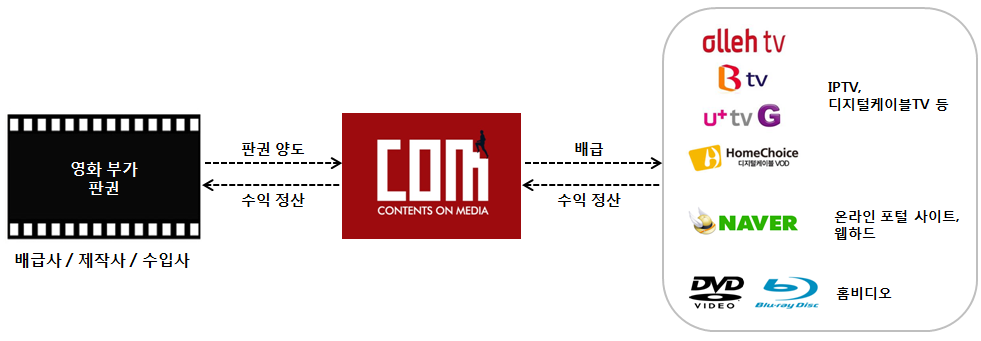 영화 부가
판권
배급사 / 제작사 / 수입사
판권 양도
수익 정산
COM
CONTENTS ON MEDIA
배급
수익 정산
olleh tv
B tv
u+ tv G
HomeChoice
디지털케이블 VOD
IPTV,
디지털케이블TV 등
NAVER
온라인 포털 사이트,
웹하드
DVD
VIDEO
Blu-ray Disc
홈비디오